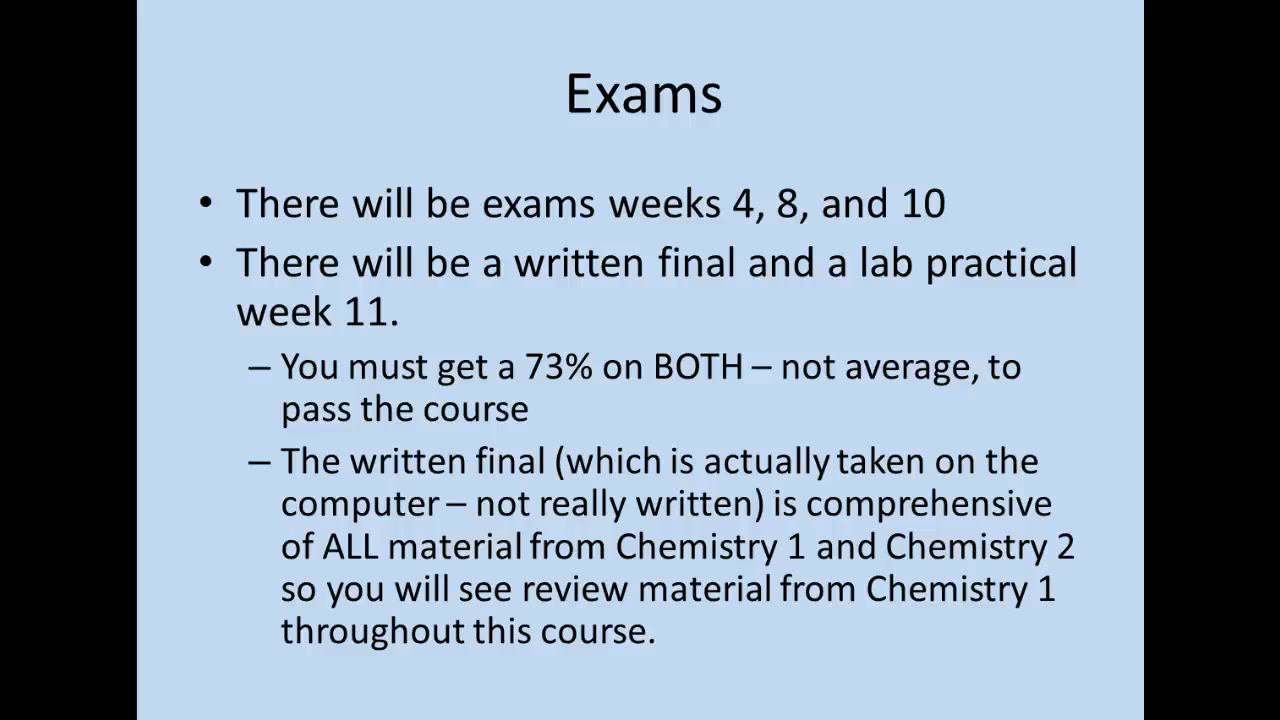 Exams
• There will be exams weeks 4, 8, and 10
• There will be a written final and a lab practical
week 11.
– You must get a 73% on BOTH – not average, to
pass the course
– The written final (which is actually taken on the
computer – not really written) is comprehensive
of ALL material from Chemistry 1 and Chemistry 2
so you will see review material from Chemistry 1
throughout this course.